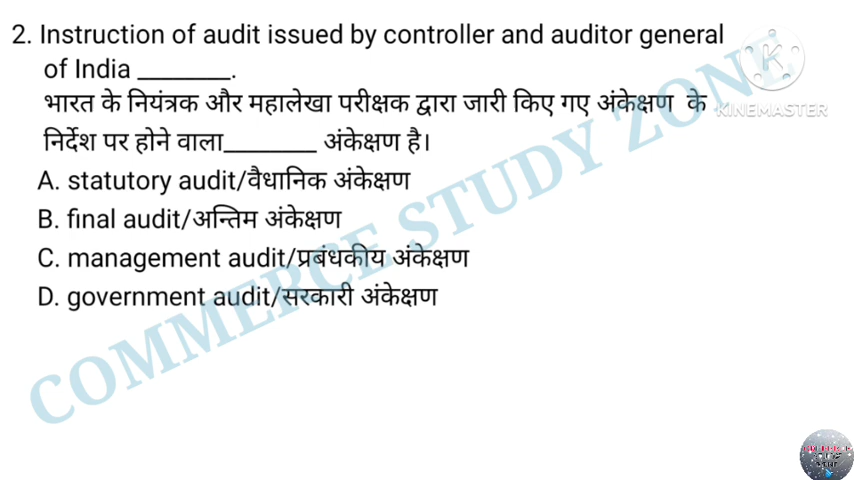 2. Instruction of audit issued by controller and auditor general
of India ________.
भारत के नियंत्रक और महालेखा परीक्षक द्वारा जारी किए गए अंकेक्षण के
निर्देश पर होने वाला________ अंकेक्षण है।
A. statutory audit/वैधानिक अंकेक्षण
B. final audit/अन्तिम अंकेक्षण
C. management audit/प्रबंधकीय अंकेक्षण
D. government audit/सरकारी अंकेक्षण
COMMERCE STUDY ZONE
K
KINEMASTER